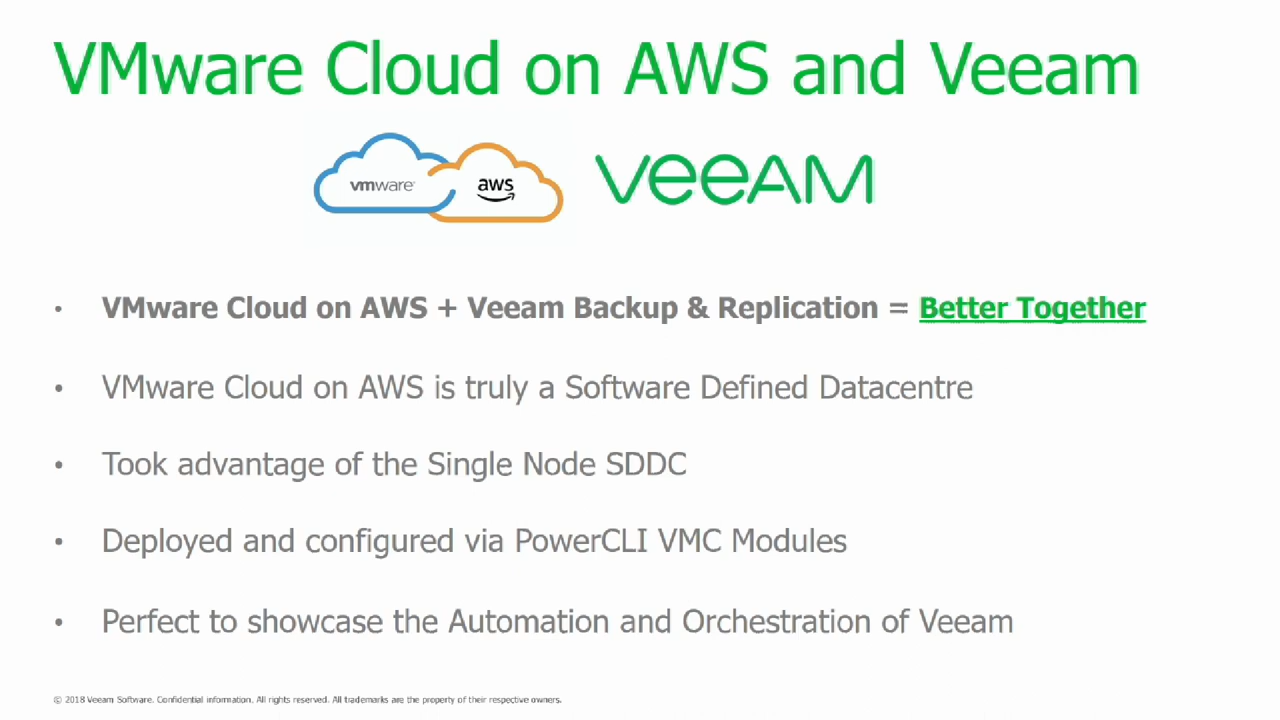 VMware Cloud on AWS and Veeam
vmware aws VEEAM
• VMware Cloud on AWS + Veeam Backup & Replication = Better Together
• VMware Cloud on AWS is truly a Software Defined Datacentre
• Took advantage of the Single Node SDDC
• Deployed and configured via PowerCLI VMC Modules
• Perfect to showcase the Automation and Orchestration of Veeam
© 2018 Veeam Software. Confidential information. All rights reserved. All trademarks are the property of their respective owners.